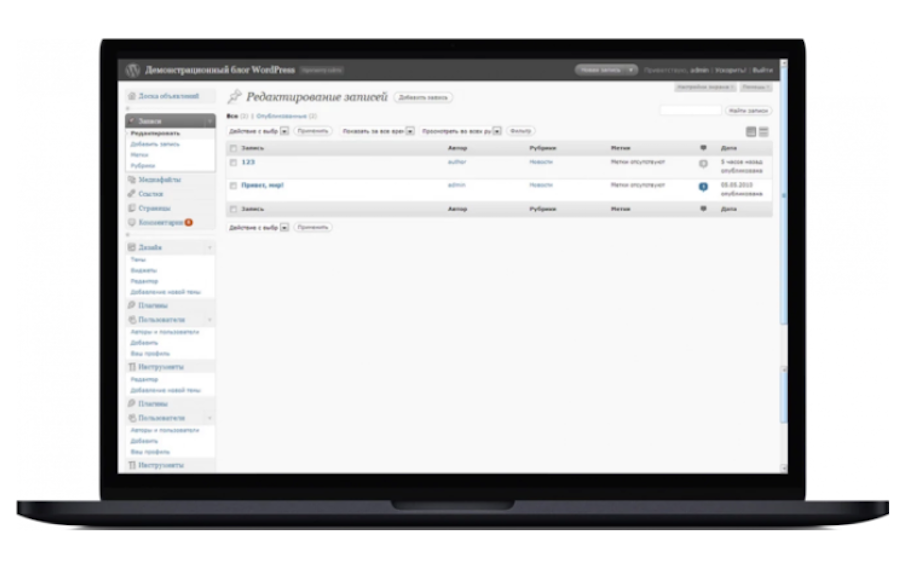 Демонстрационный блог WordPress
Новая запись
Приветствую, admin | Ускорить! | Выйти
Настройки экрана
Помощь
Доска объявлений
Редактирование записей
Добавить запись
Найти записи
Записи
Редактировать
Добавить запись
Метки
Рубрики
Медиафайлы
Ссылки
Страницы
Комментарии
Дизайн
Темы
Виджеты
Редактор
Добавление новой темы
Плагины
Пользователи
Авторы и пользователи
Добавить
Ваш профиль
Инструменты
Редактор
Добавление новой темы
Плагины
Пользователи
Авторы и пользователи
Добавить
Ваш профиль
Инструменты
Все (2) | Опубликованные (2)
Действие с выбр Применить Показать за все врем Просмотреть во всех ру Фильтр
Запись Автор Рубрики Метки Дата
123 author Новости Метки отсутствуют 5 часов назад
опубликована
Привет, мир! admin Новости Метки отсутствуют 05.05.2010
опубликована
Запись Автор Рубрики Метки Дата
Действие с выбр Применить